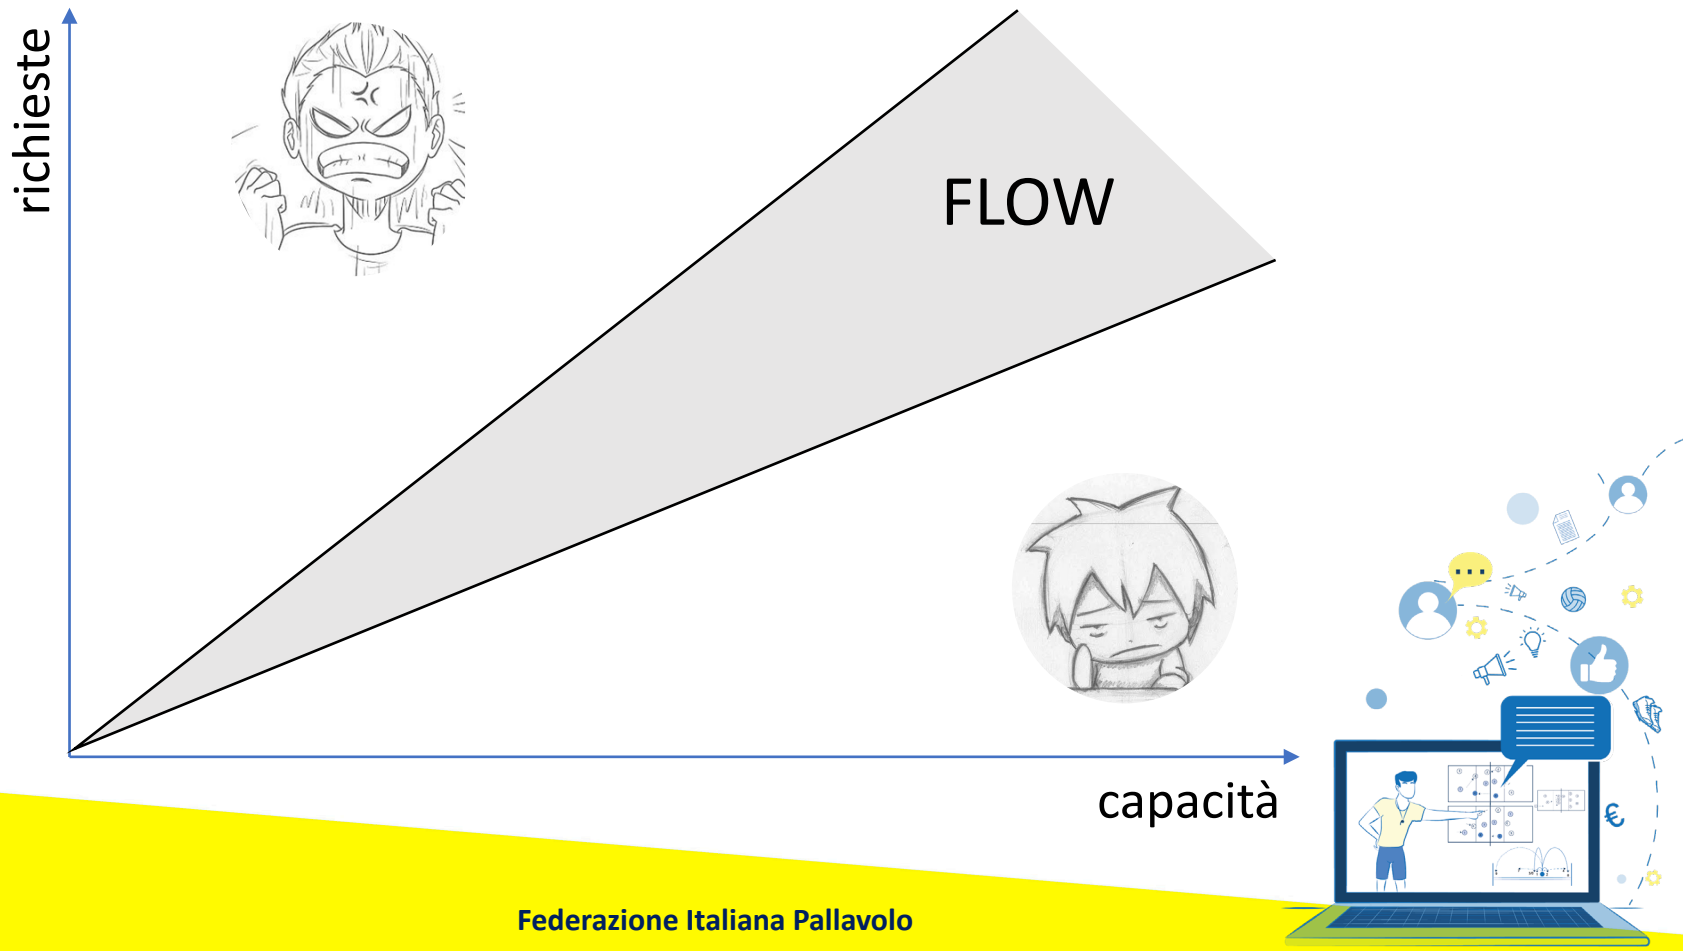 richieste
FLOW
capacità
€
Federazione Italiana Pallavolo